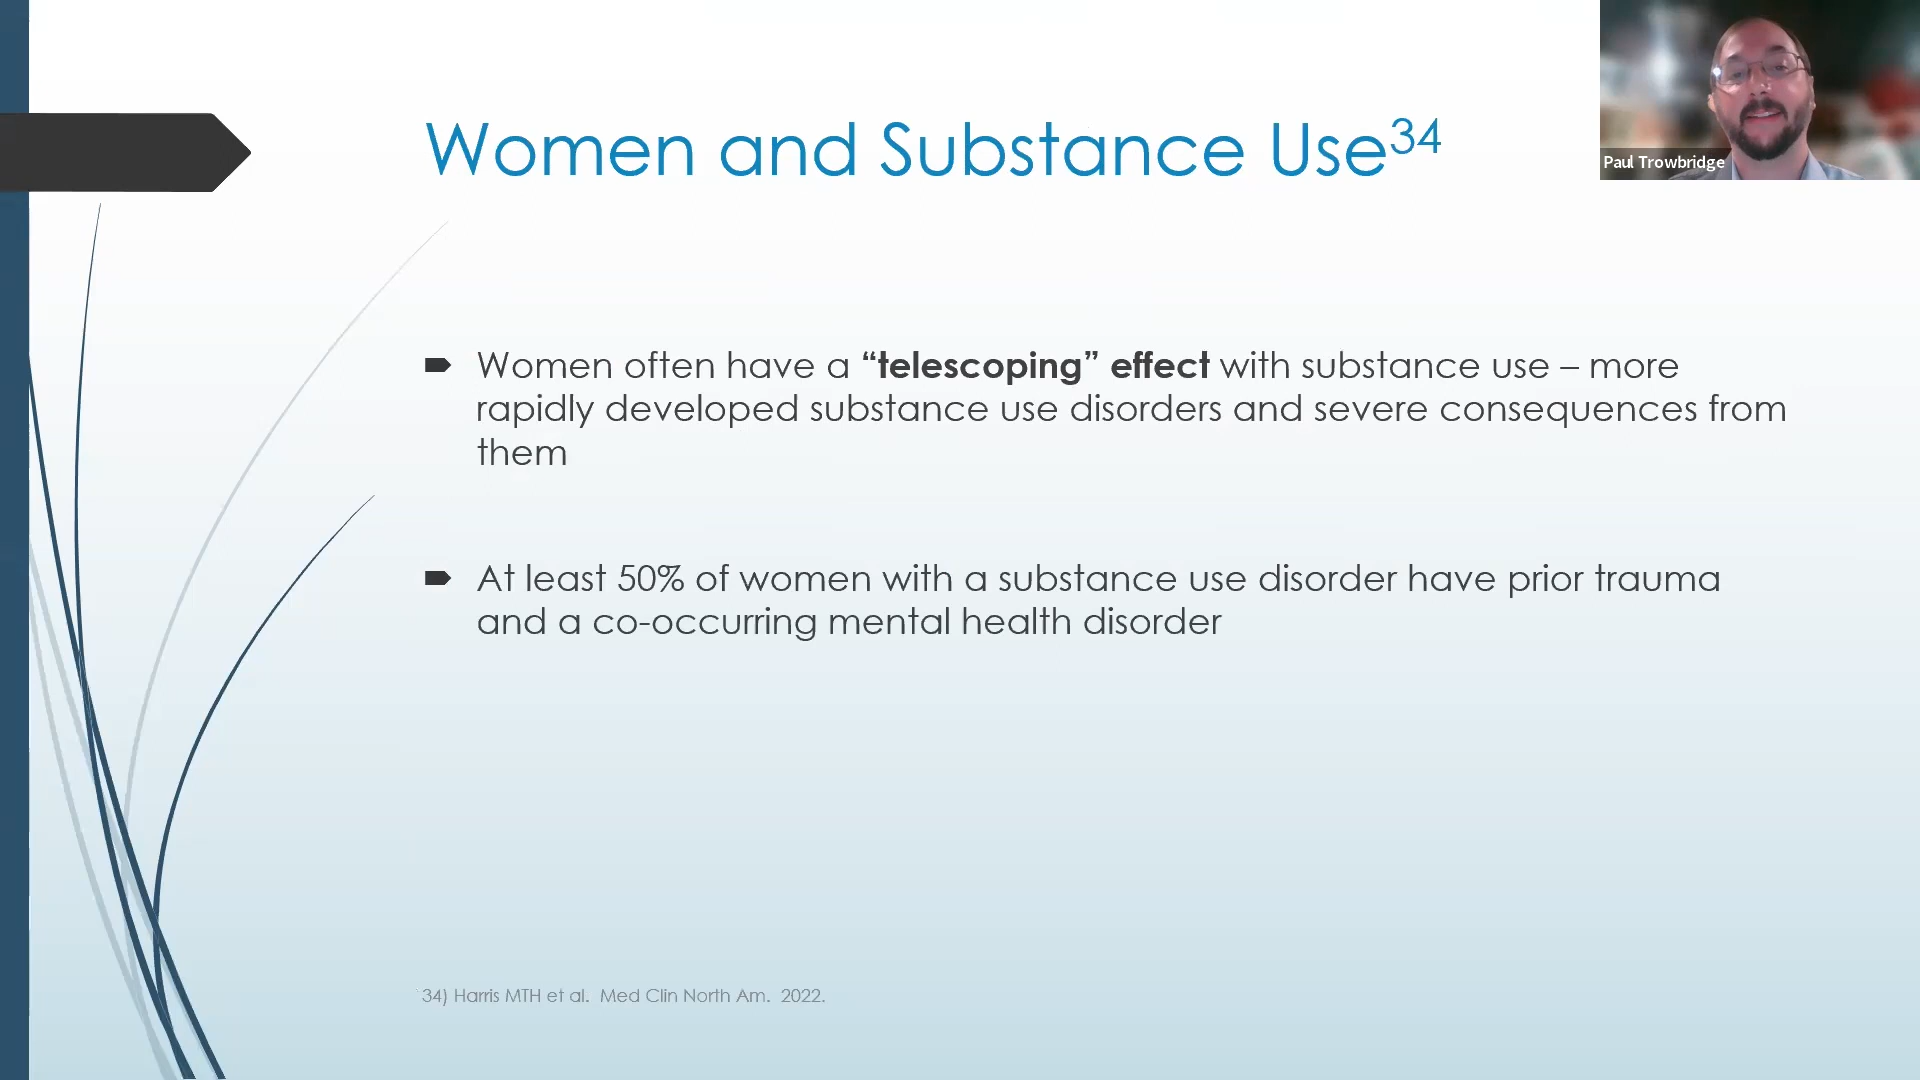 Women and Substance Use34
Paul Trowbridge
Women often have a “telescoping” effect with substance use – more
rapidly developed substance use disorders and severe consequences from
them
At least 50% of women with a substance use disorder have prior trauma
and a co-occurring mental health disorder
34) Harris MTH et al. Med Clin North Am. 2022.